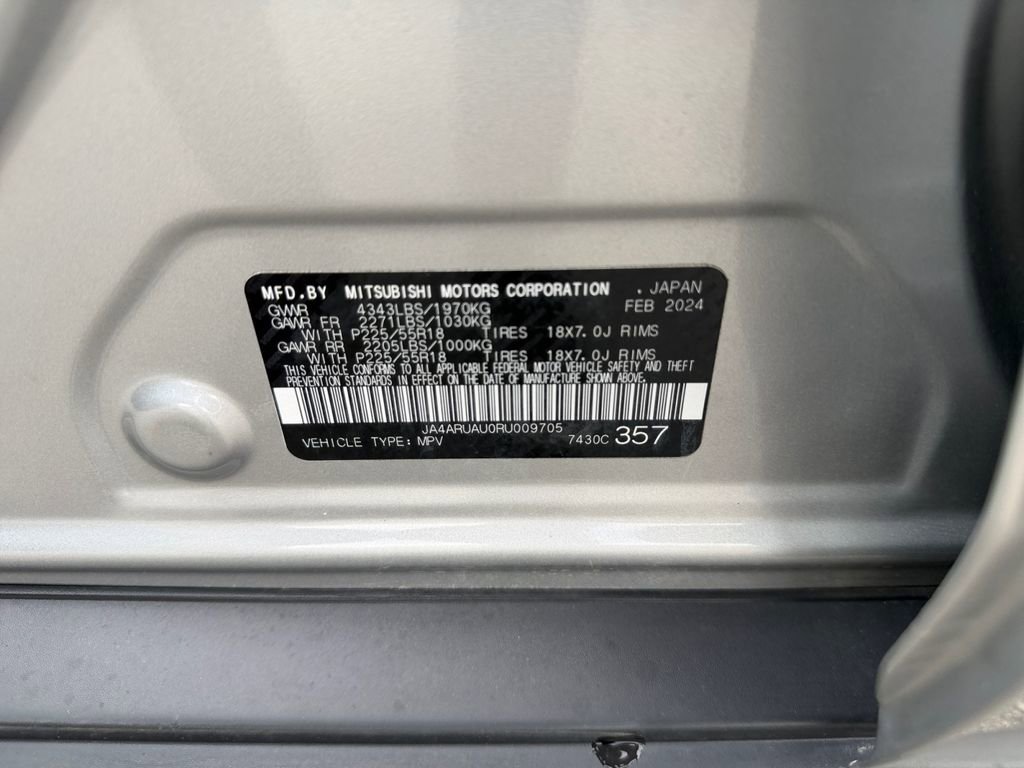 MFD.BY MITSUBISHI MOTORS CORPORATION . JAPAN
GVWR 4343LBS/1970KG FEB 2024
GAWR FR 2271LBS/1030KG
WITH P225/55R18 TIRES 18X7.0J RIMS
GAWR RR 2205LBS/1000KG
WITH P225/55R18 TIRES 18X7.0J RIMS
THIS VEHICLE CONFORMS TO ALL APPLICABLE FEDERAL MOTOR VEHICLE SAFETY AND THEFT
PREVENTION STANDARDS IN EFFECT ON THE DATE OF MANUFACTURE SHOWN ABOVE.
JA4ARUAU0RU009705
VEHICLE TYPE: MPV 7430C 357